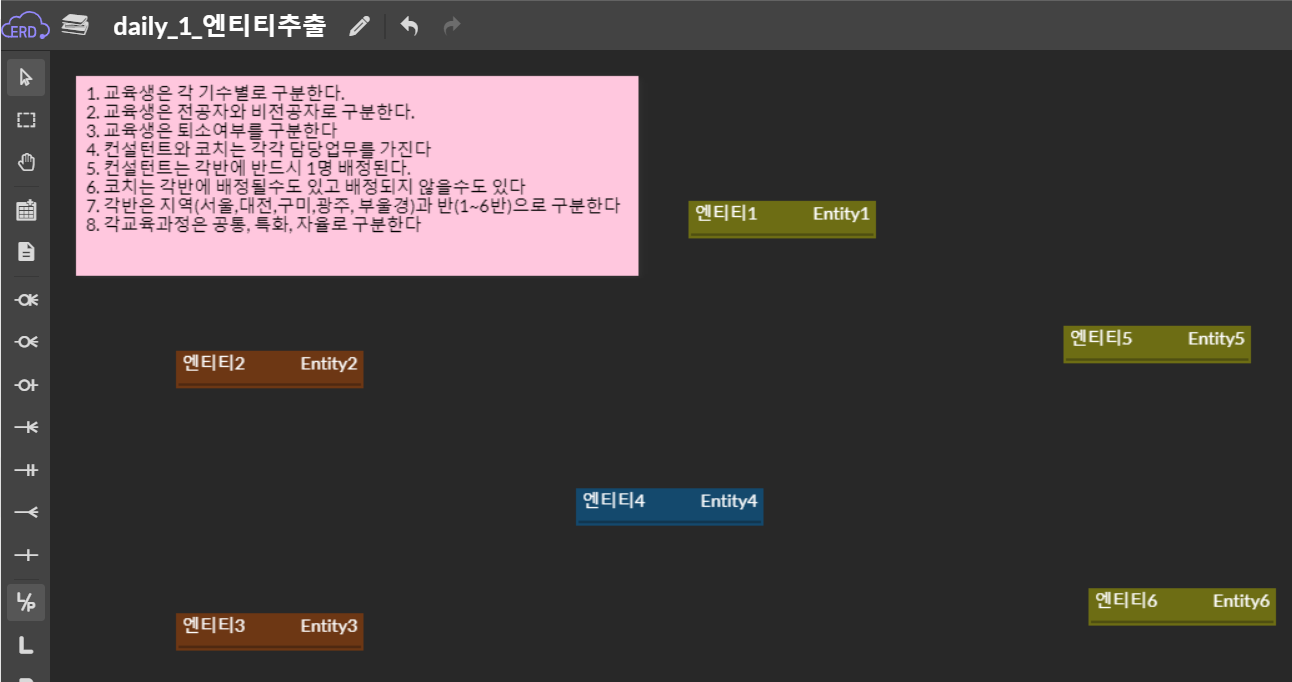 ERD
daily_1_엔티티추출
1. 교육생은 각 기수별로 구분한다.
2. 교육생은 전공자와 비전공자로 구분한다.
3. 교육생은 퇴소여부를 구분한다
4. 컨설턴트와 코치는 각각 담당업무를 가진다
5. 컨설턴트는 각반에 반드시 1명 배정된다.
6. 코치는 각반에 배정될수도 있고 배정되지 않을수도 있다
7. 각반은 지역(서울,대전,구미,광주, 부울경)과 반(1~6반)으로 구분한다
8. 각교육과정은 공통, 특화, 자율로 구분한다
엔티티1 Entity1
엔티티5 Entity5
엔티티2 Entity2
엔티티4 Entity4
엔티티6 Entity6
엔티티3 Entity3
L/P
L